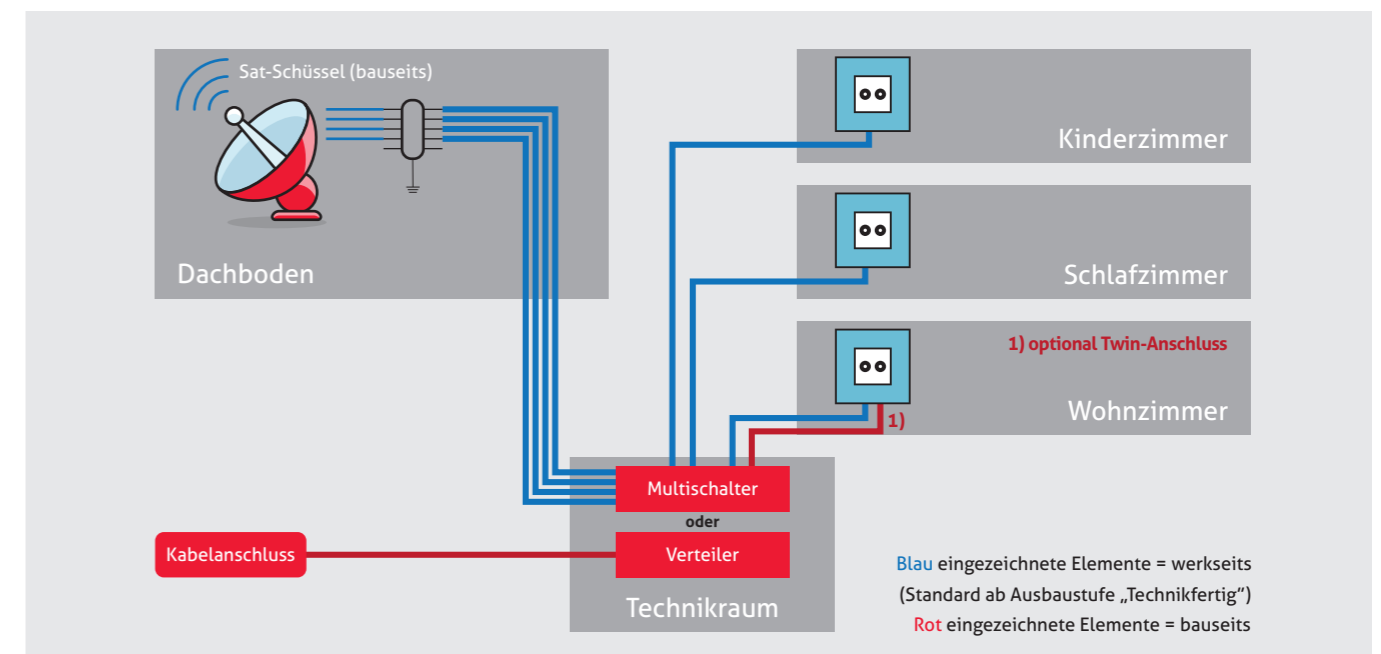 Sat-Schüssel (bauseits)
Dachboden
Kinderzimmer
Schlafzimmer
1) optional Twin-Anschluss
Wohnzimmer
1)
Multischalter
oder
Verteiler
Technikraum
Kabelanschluss
Blau eingezeichnete Elemente = werkseits
(Standard ab Ausbaustufe „Technikfertig“)
Rot eingezeichnete Elemente = bauseits